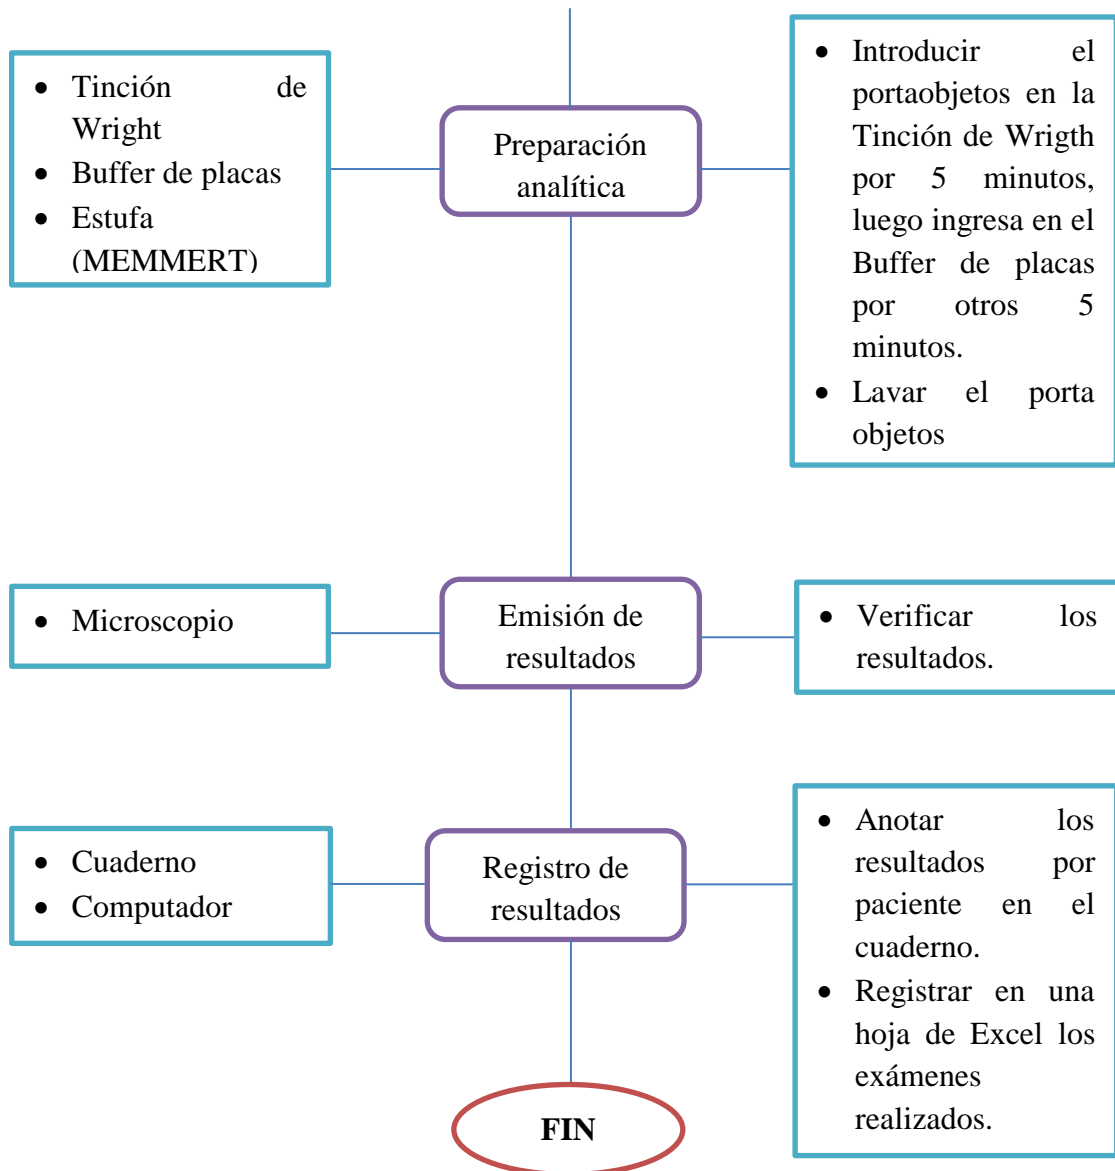 • Tinción de
Wright
• Buffer de placas
• Estufa
(MEMMERT)
Preparación
analítica
• Introducir el
portaobjetos en la
Tinción de Wrigth
por 5 minutos,
luego ingresa en el
Buffer de placas
por otros 5
minutos.
• Lavar el porta
objetos
• Microscopio
Emisión de
resultados
• Verificar los
resultados.
• Cuaderno
• Computador
Registro de
resultados
• Anotar los
resultados por
paciente en el
cuaderno.
• Registrar en una
hoja de Excel los
exámenes
realizados.
FIN